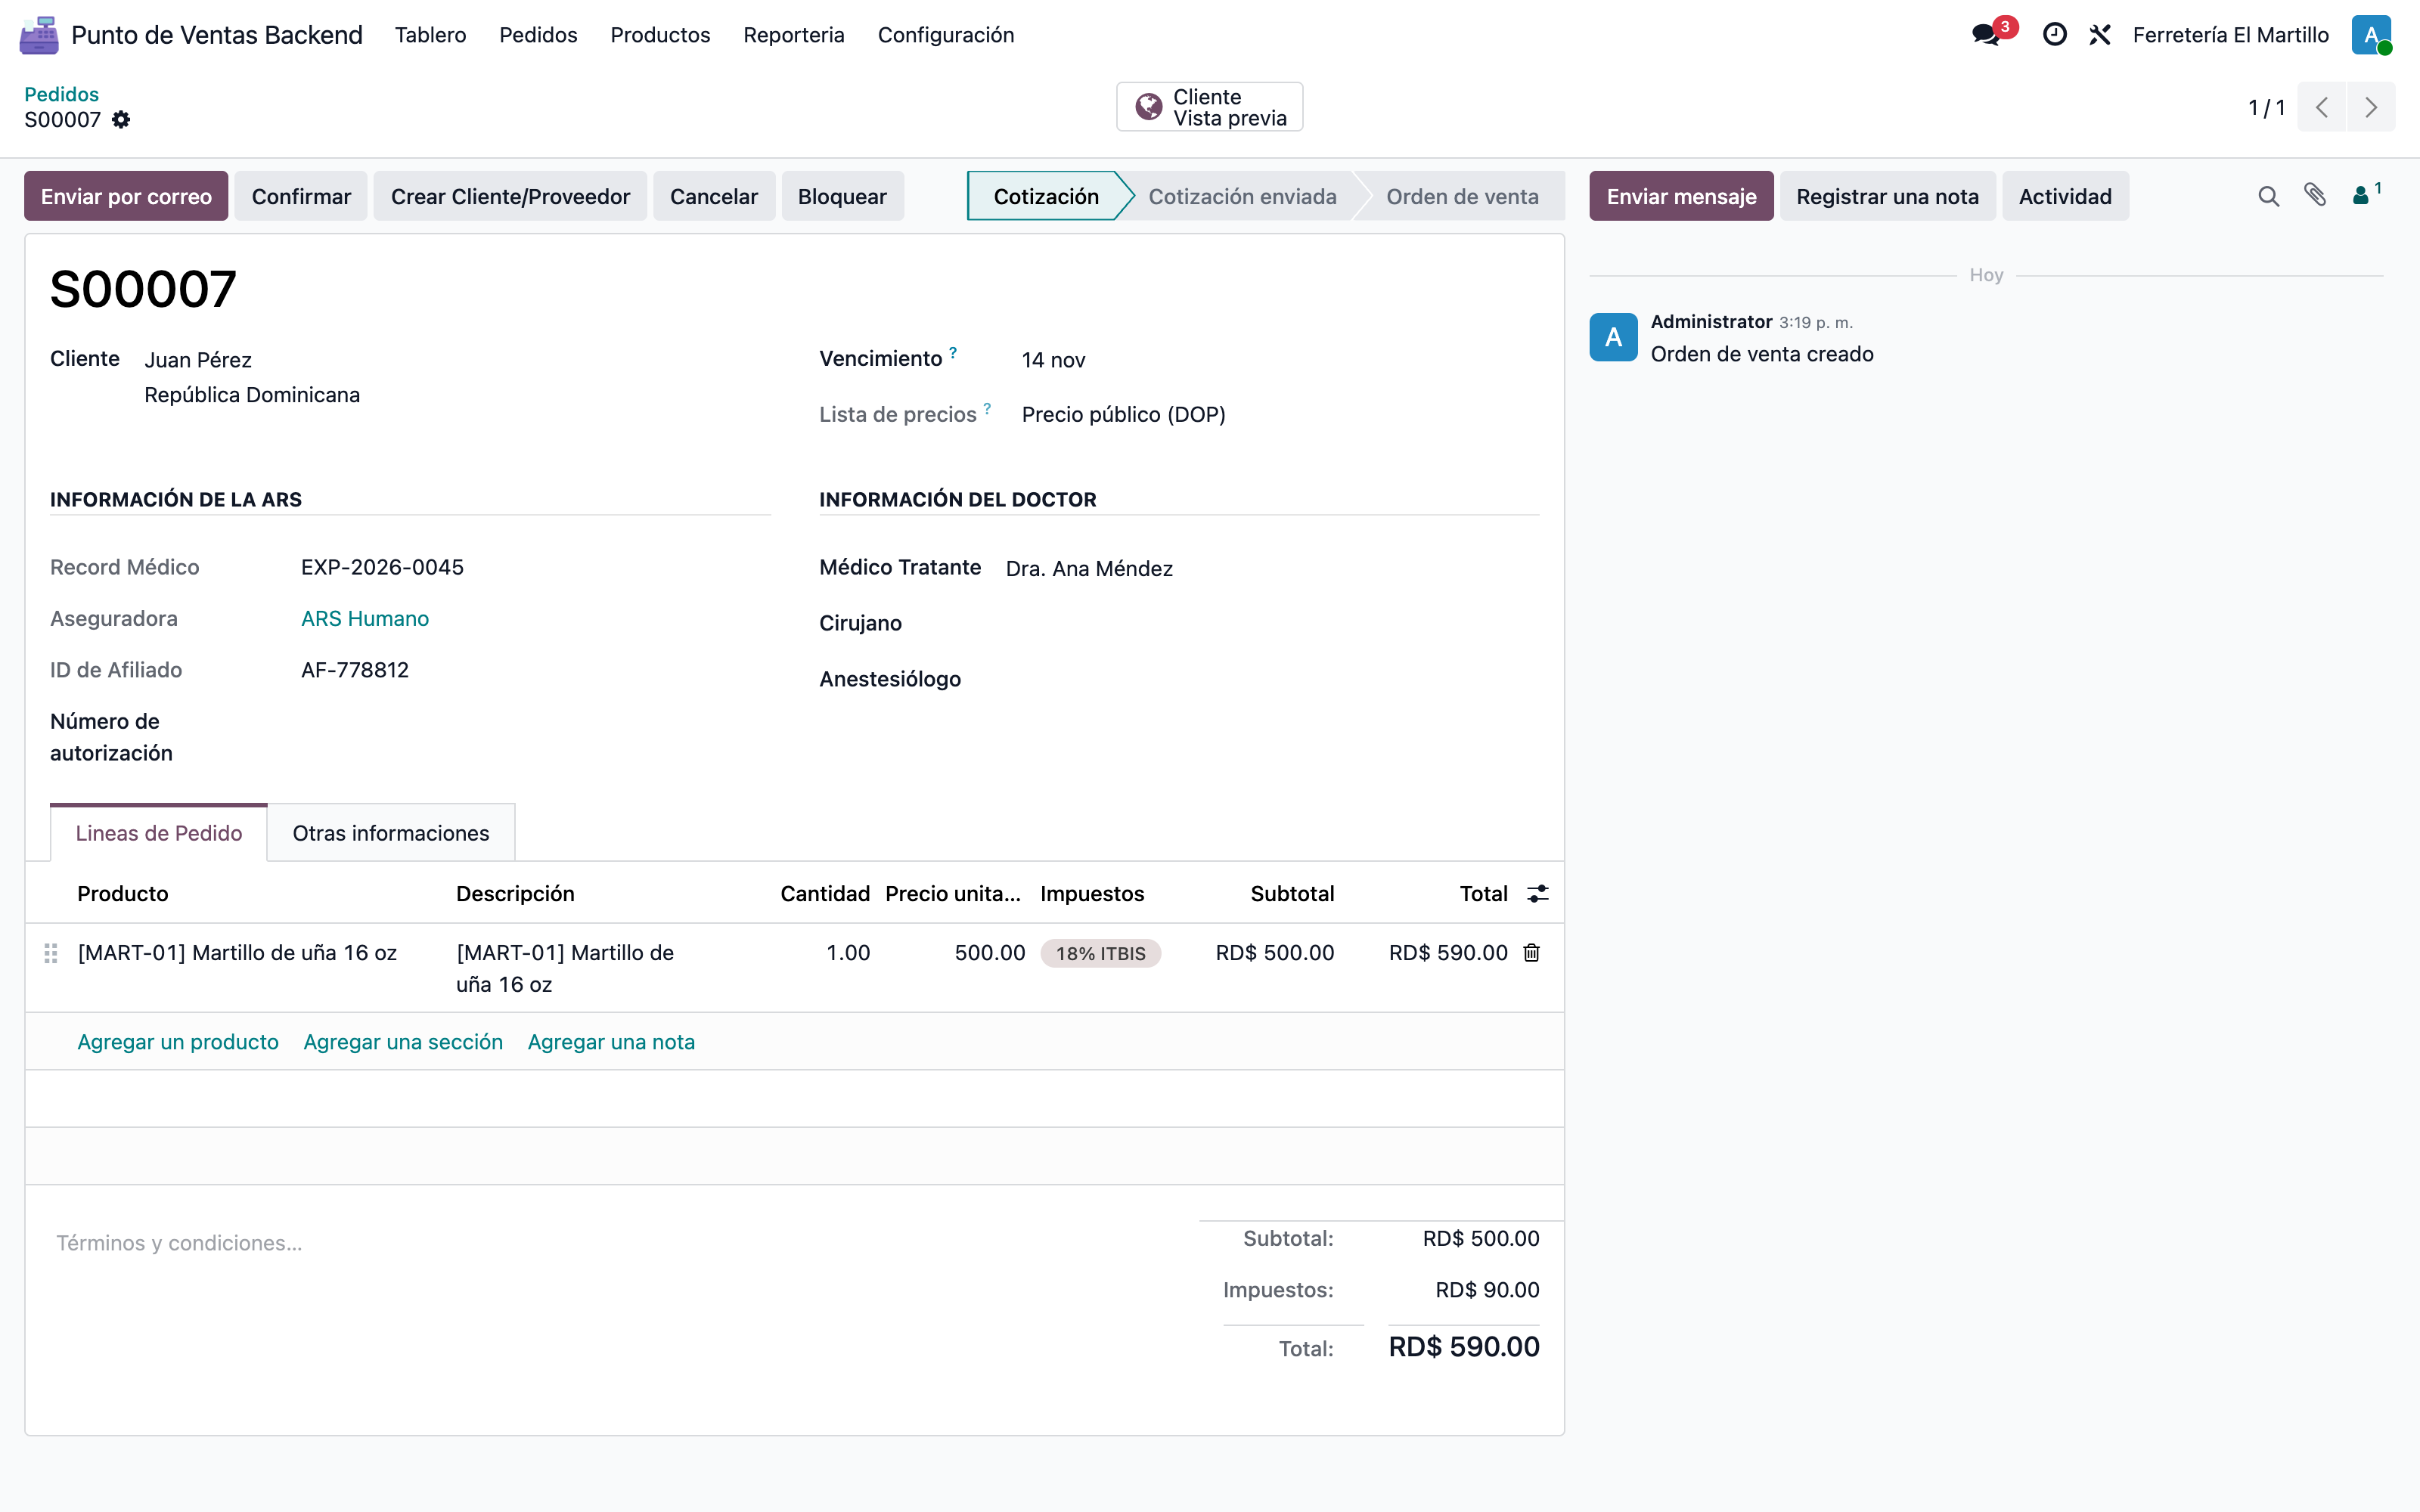 Punto de Ventas Backend Tablero Pedidos Productos Reporteria Configuración 3 Ferretería El Martillo A
Pedidos
S00007
Cliente
Vista previa
1 / 1
Enviar por correo Confirmar Crear Cliente/Proveedor Cancelar Bloquear Cotización Cotización enviada Orden de venta
Enviar mensaje Registrar una nota Actividad 1
Hoy
A
Administrator 3:19 p. m.
Orden de venta creado
S00007
Cliente Juan Pérez
República Dominicana
Vencimiento ? 14 nov
Lista de precios ? Precio público (DOP)
INFORMACIÓN DE LA ARS
Record Médico EXP-2026-0045
Aseguradora ARS Humano
ID de Afiliado AF-778812
Número de
autorización
INFORMACIÓN DEL DOCTOR
Médico Tratante Dra. Ana Méndez
Cirujano
Anestesiólogo
Lineas de Pedido Otras informaciones
Producto Descripción Cantidad Precio unita... Impuestos Subtotal Total
[MART-01] Martillo de uña 16 oz [MART-01] Martillo de 1.00 500.00 18% ITBIS RD$ 500.00 RD$ 590.00
uña 16 oz
Agregar un producto Agregar una sección Agregar una nota
Términos y condiciones...
Subtotal: RD$ 500.00
Impuestos: RD$ 90.00
Total: RD$ 590.00